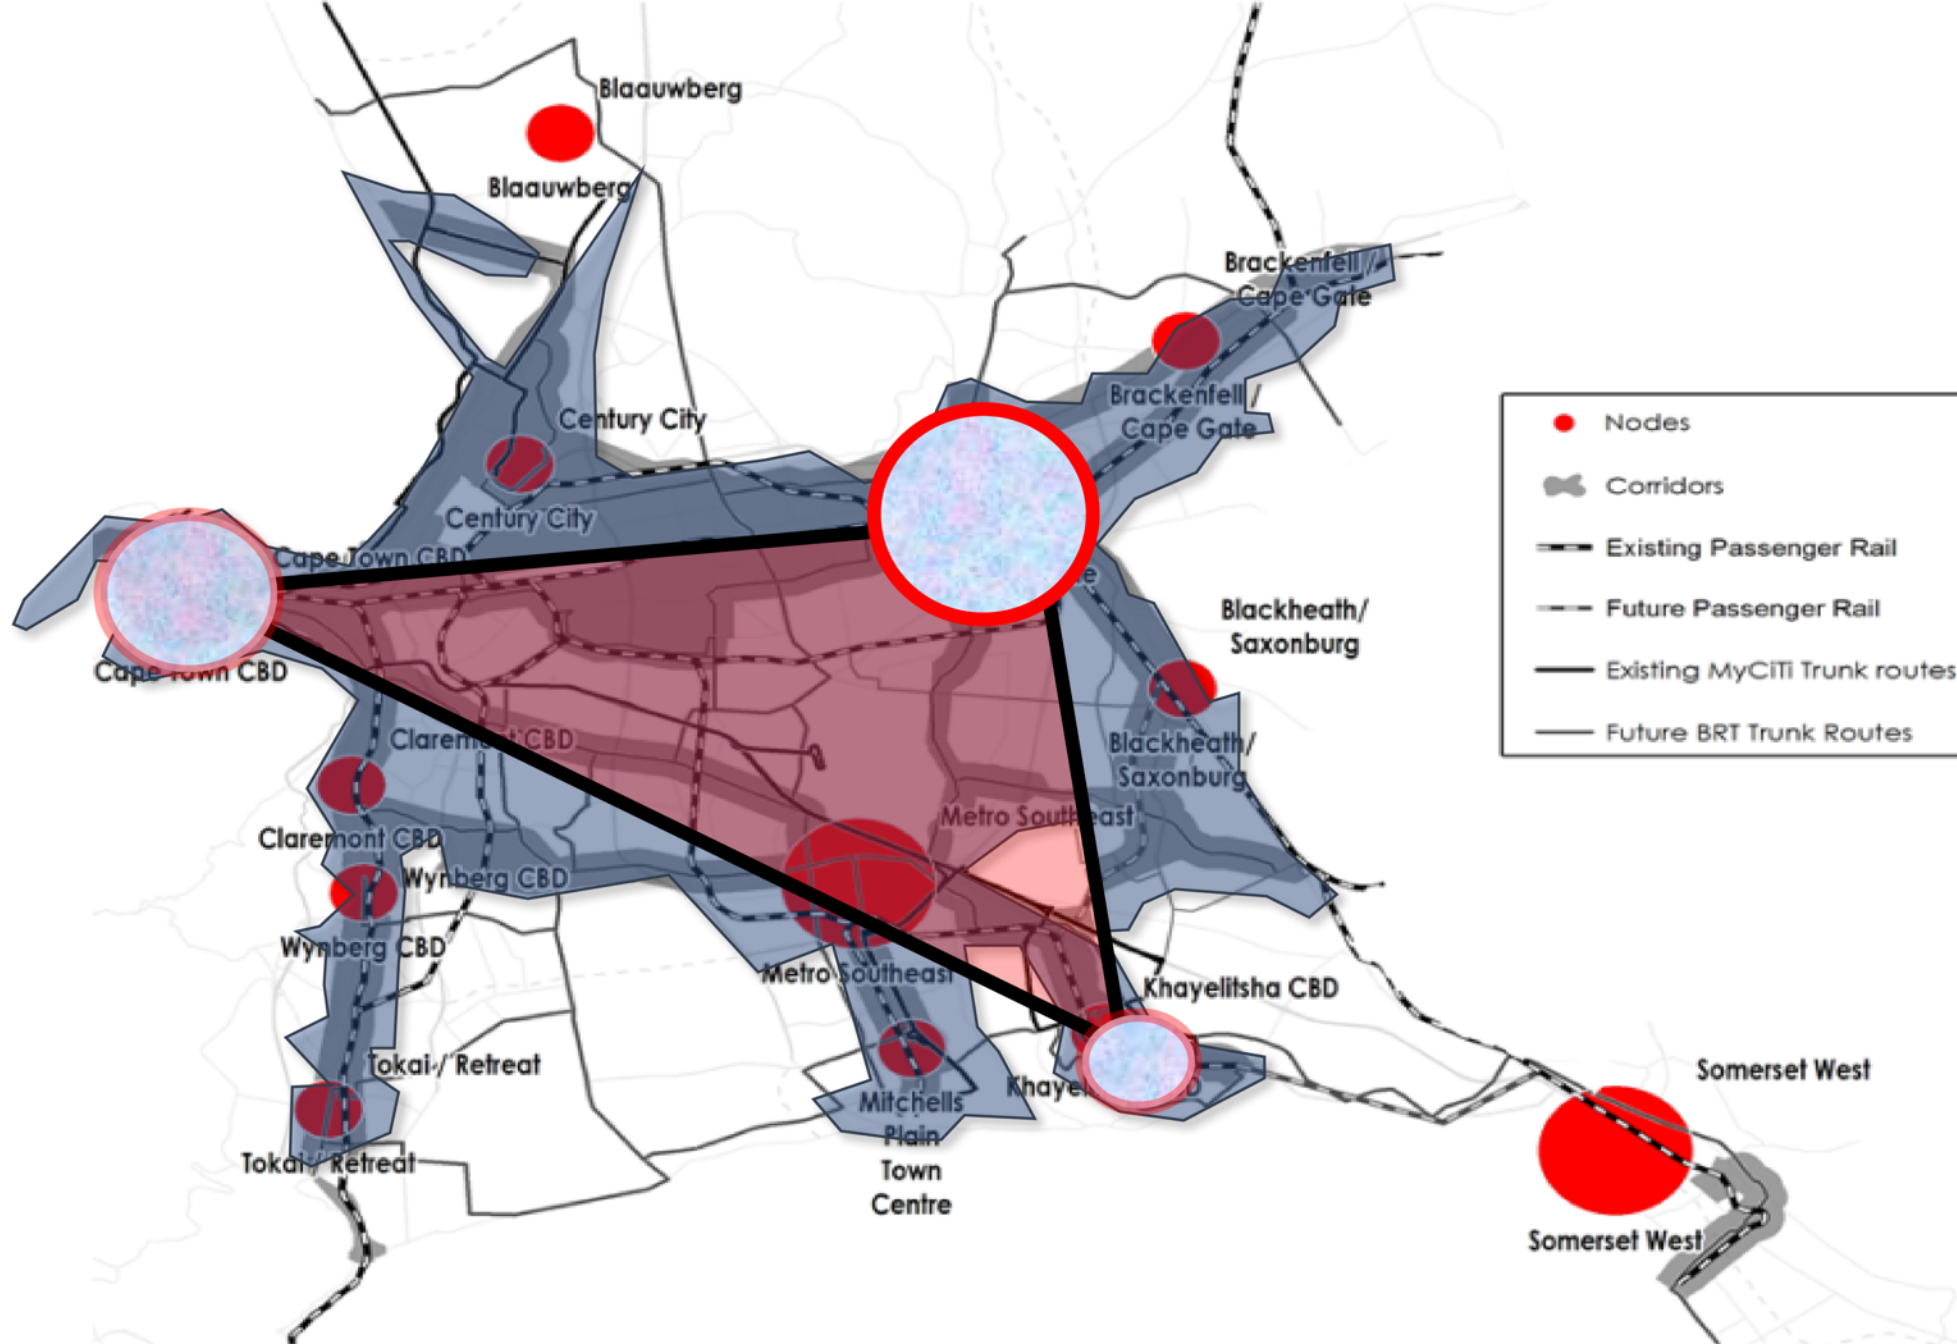 Blaauwberg
Blaauwberg
Brackenfell /
Cape Gate
Brackenfell /
Cape Gate
Century City
Century City
Cape Town CBD
Cape Town CBD
Blackheath/
Saxonburg
Blackheath/
Saxonburg
Claremont CBD
Claremont CBD
Metro Southeast
Metro Southeast
Wynberg CBD
Wynberg CBD
Khayelitsha CBD
Tokai / Retreat
Tokai / Retreat
Mitchells
Plain
Town
Centre
Somerset West
Somerset West
Nodes
Corridors
Existing Passenger Rail
Future Passenger Rail
Existing MyCiTi Trunk routes
Future BRT Trunk Routes